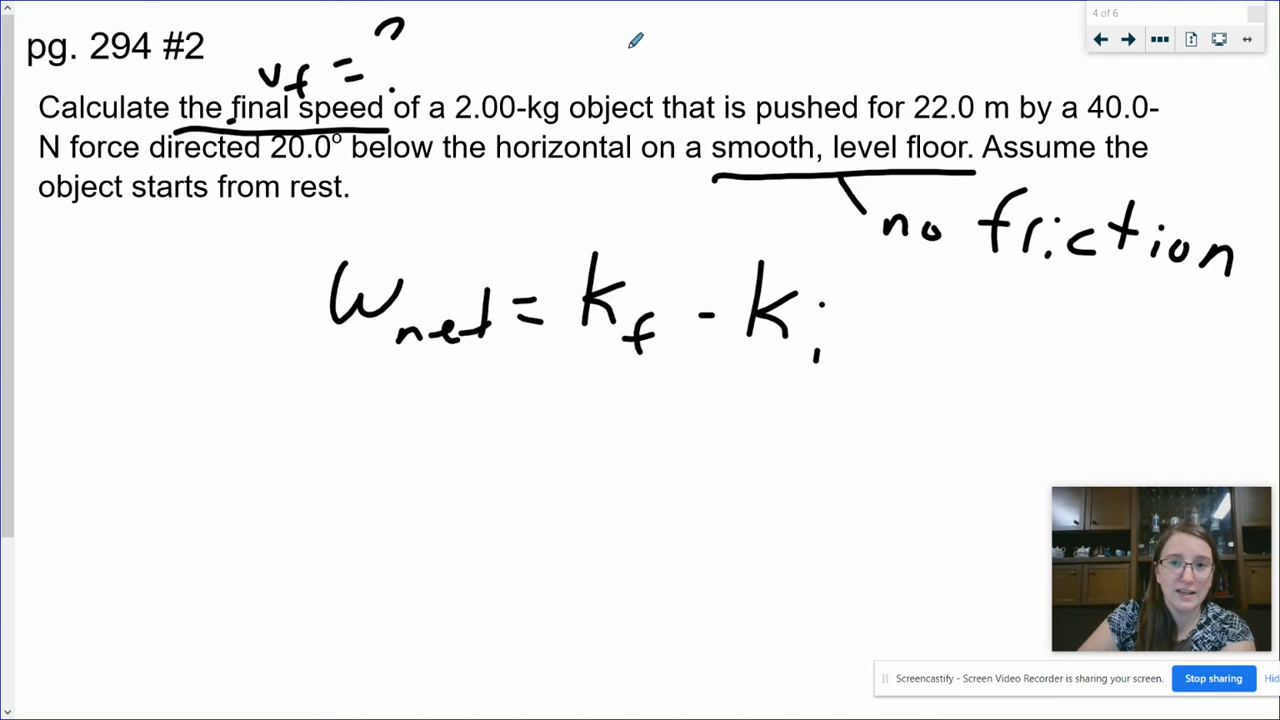 4 of 6
pg. 294 #2
vf = ?
Calculate the final speed of a 2.00-kg object that is pushed for 22.0 m by a 40.0-
N force directed 20.0º below the horizontal on a smooth, level floor. Assume the
object starts from rest.
no friction
Wnet = kf - ki
Screencastify - Screen Video Recorder is sharing your screen.
Stop sharing
Hid